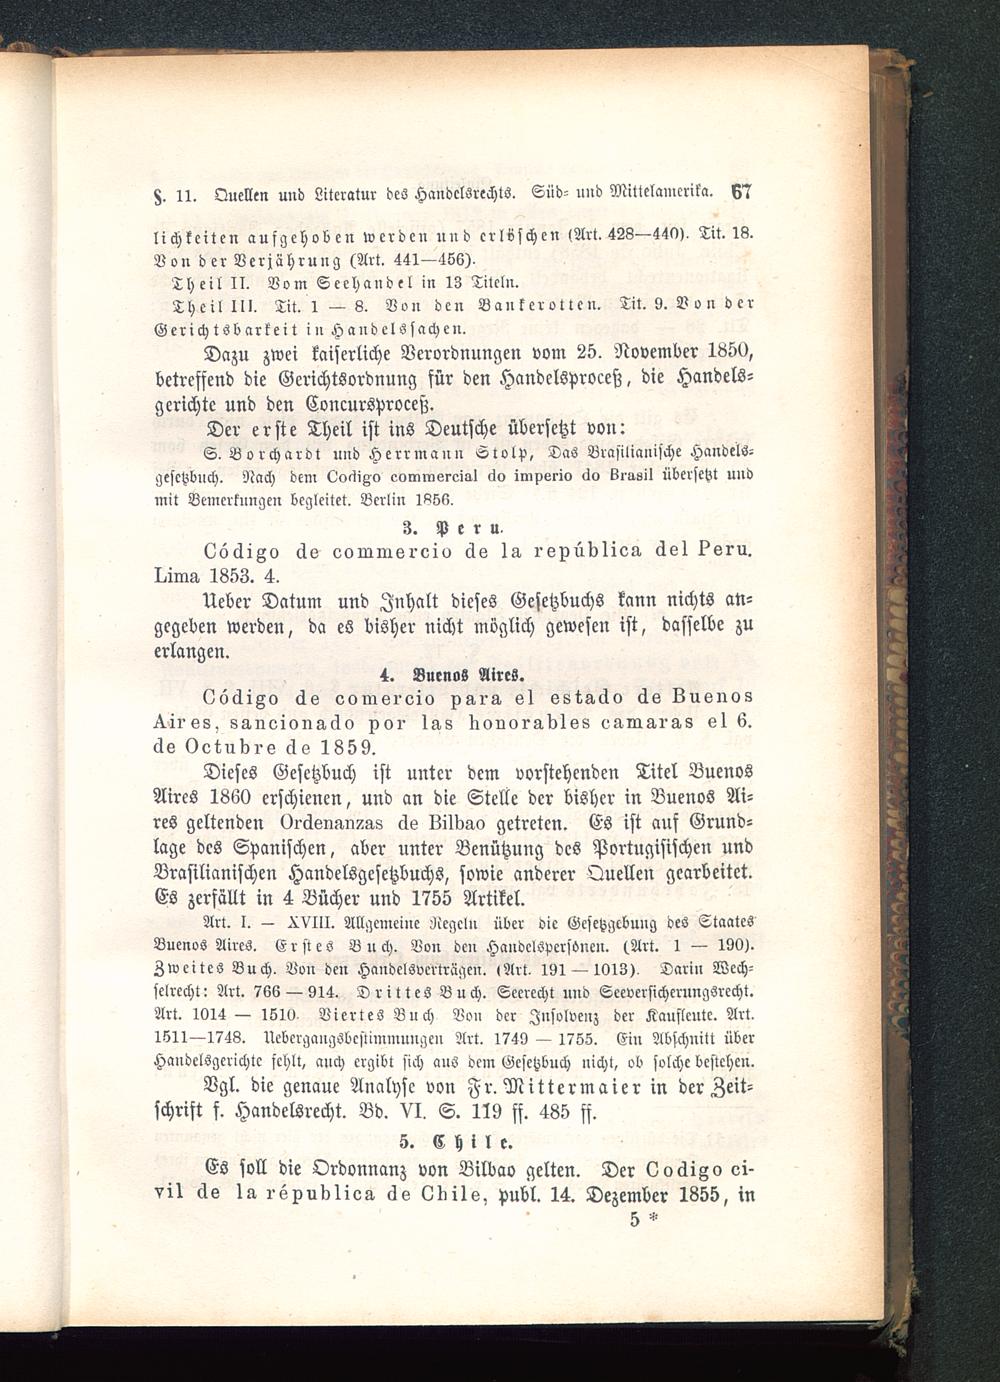 §. 11. Quellen und Literatur des Handelsrechts. Süd- und Mittelamerika. 67
lichkeiten aufgehoben werden und erlöschen (Art. 428—440). Tit. 18.
Von der Verjährung (Art. 441—456).
Theil II. Vom Seehandel in 13 Titeln.
Theil III. Tit. 1 — 8. Von den Bankerotten. Tit. 9. Von der
Gerichtsbarkeit in Handelssachen.
Dazu zwei kaiserliche Verordnungen vom 25. November 1850,
betreffend die Gerichtsordnung für den Handelsproceß, die Handels-
gerichte und den Concursproceß.
Der erste Theil ist ins Deutsche übersetzt von:
S. Borchardt und Herrmann Stolp, Das Brasilianische Handels-
gesetzbuch. Nach dem Codigo commercial do imperio do Brasil übersetzt und
mit Bemerkungen begleitet. Berlin 1856.
3. Peru.
Código de commercio de la república del Peru.
Lima 1853. 4.
Ueber Datum und Inhalt dieses Gesetzbuchs kann nichts an-
gegeben werden, da es bisher nicht möglich gewesen ist, dasselbe zu
erlangen.
4. Buenos Aires.
Código de comercio para el estado de Buenos
Aires, sancionado por las honorables camaras el 6.
de Octubre de 1859.
Dieses Gesetzbuch ist unter dem vorstehenden Titel Buenos
Aires 1860 erschienen, und an die Stelle der bisher in Buenos Ai-
res geltenden Ordenanzas de Bilbao getreten. Es ist auf Grund-
lage des Spanischen, aber unter Benützung des Portugisischen und
Brasilianischen Handelsgesetzbuchs, sowie anderer Quellen gearbeitet.
Es zerfällt in 4 Bücher und 1755 Artikel.
Art. I. — XVIII. Allgemeine Regeln über die Gesetzgebung des Staates
Buenos Aires. Erstes Buch. Von den Handelspersonen. (Art. 1 — 190).
Zweites Buch. Von den Handelsverträgen. (Art. 191 — 1013). Darin Wech-
selrecht: Art. 766 — 914. Drittes Buch. Seerecht und Seeversicherungsrecht.
Art. 1014 — 1510. Viertes Buch Von der Insolvenz der Kaufleute. Art.
1511—1748. Uebergangsbestimmungen Art. 1749 — 1755. Ein Abschnitt über
Handelsgerichte fehlt, auch ergibt sich aus dem Gesetzbuch nicht, ob solche bestehen.
Vgl. die genaue Analyse von Fr. Mittermaier in der Zeit-
schrift f. Handelsrecht. Bd. VI. S. 119 ff. 485 ff.
5. Chile.
Es soll die Ordonnanz von Bilbao gelten. Der Codigo ci-
vil de la républica de Chile, publ. 14. Dezember 1855, in
5 *